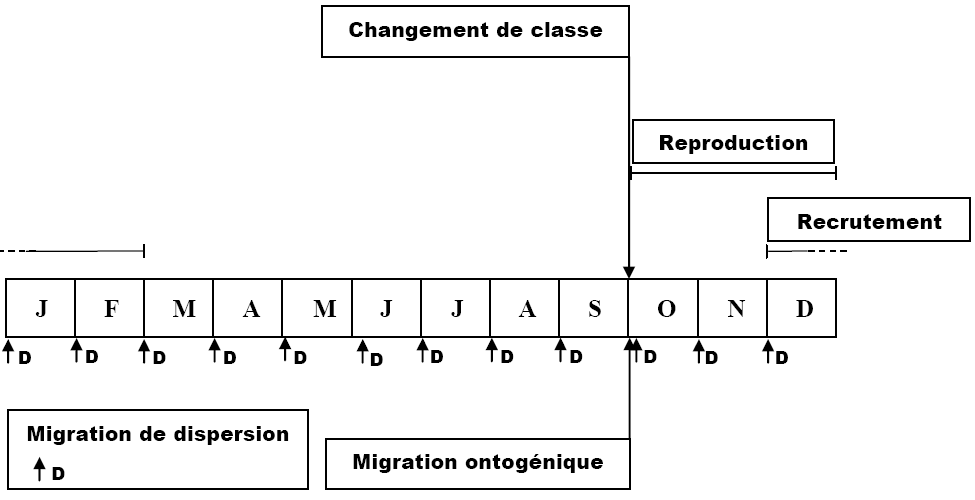 Changement de classe
Reproduction
Recrutement
J F M A M J J A S O N D
D D D D D D D D D D D D
Migration de dispersion
D
Migration ontogénique